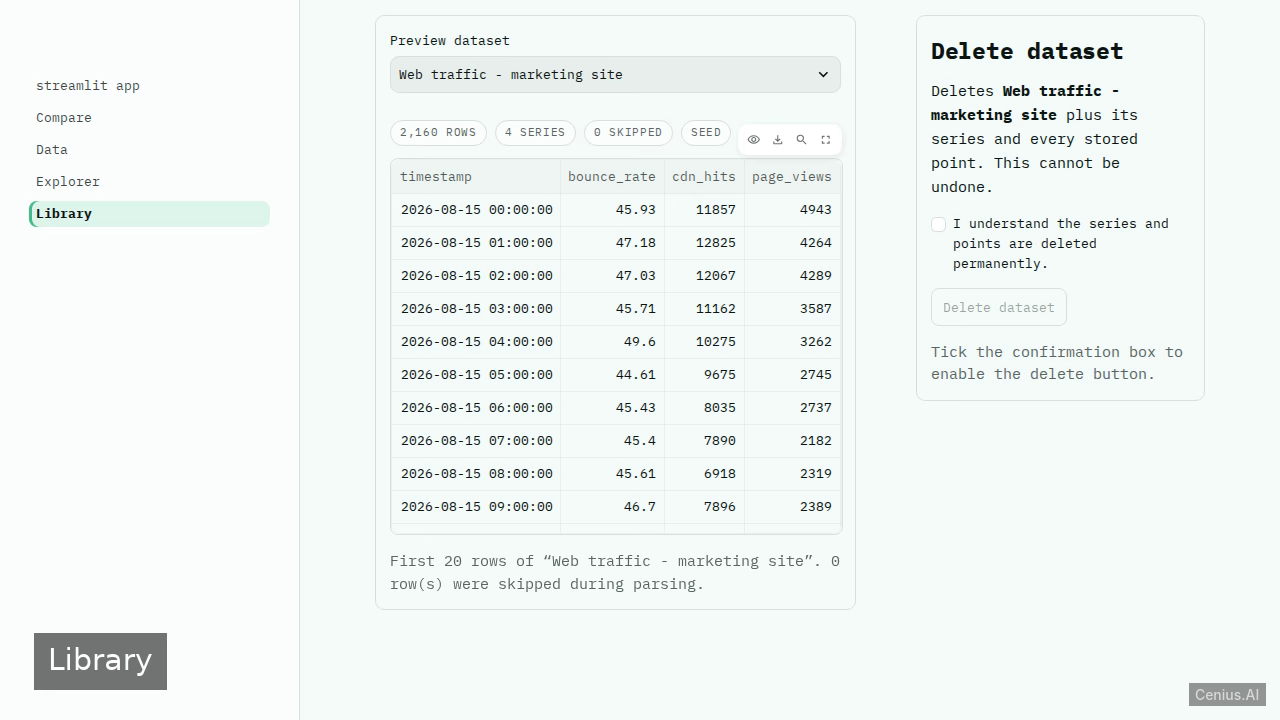 streamlit app
Compare
Data
Explorer
Library
Preview dataset
Web traffic - marketing site
2,160 ROWS 4 SERIES 0 SKIPPED SEED
timestamp bounce_rate cdn_hits page_views
2026-08-15 00:00:00 45.93 11857 4943
2026-08-15 01:00:00 47.18 12825 4264
2026-08-15 02:00:00 47.03 12067 4289
2026-08-15 03:00:00 45.71 11162 3587
2026-08-15 04:00:00 49.6 10275 3262
2026-08-15 05:00:00 44.61 9675 2745
2026-08-15 06:00:00 45.43 8035 2737
2026-08-15 07:00:00 45.4 7890 2182
2026-08-15 08:00:00 45.61 6918 2319
2026-08-15 09:00:00 46.7 7896 2389
First 20 rows of “Web traffic - marketing site”. 0
row(s) were skipped during parsing.
Delete dataset
Deletes Web traffic -
marketing site plus its
series and every stored
point. This cannot be
undone.
I understand the series and
points are deleted
permanently.
Delete dataset
Tick the confirmation box to
enable the delete button.
Library
Cenius.AI